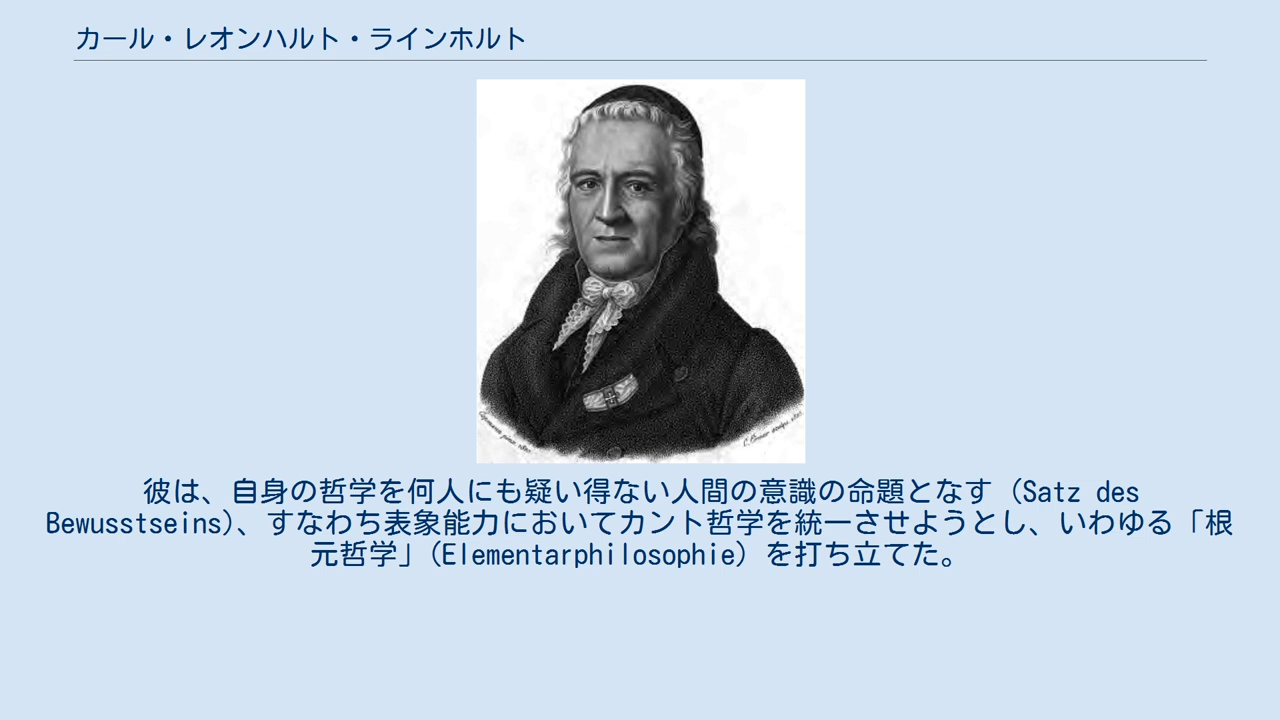 カール・レオンハルト・ラインホルト
彼は、自身の哲学を何人にも疑い得ない人間の意識の命題となす（Satz des
Bewusstseins)、すなわち表象能力においてカント哲学を統一させようとし、いわゆる「根
元哲学」（Elementarphilosophie）を打ち立てた。